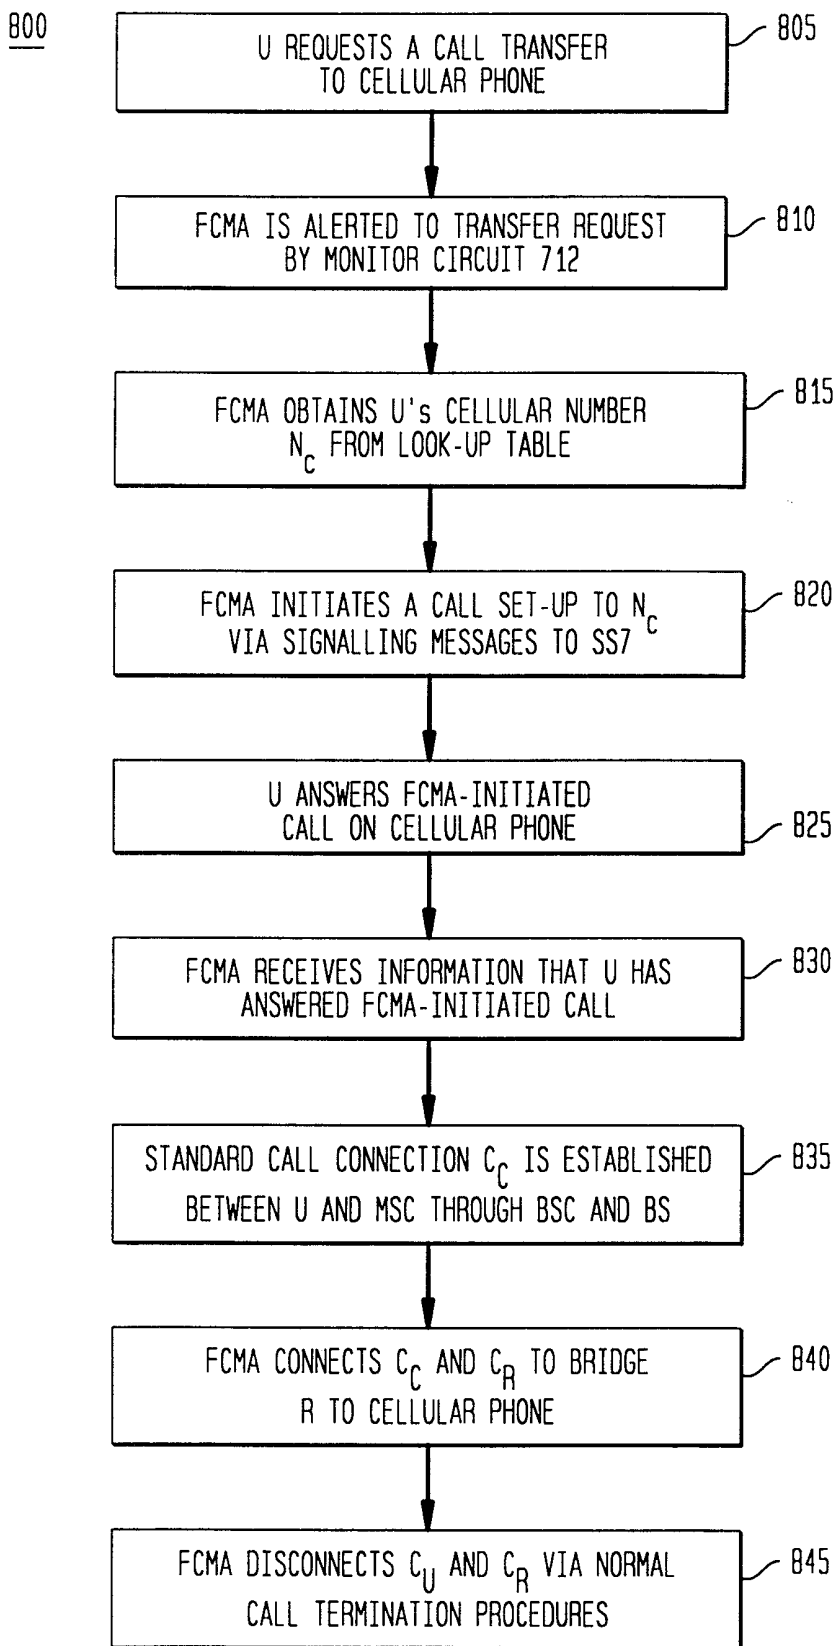 800
U REQUESTS A CALL TRANSFER
TO CELLULAR PHONE
805
FCMA IS ALERTED TO TRANSFER REQUEST
BY MONITOR CIRCUIT 712
810
FCMA OBTAINS U's CELLULAR NUMBER
N_C FROM LOOK-UP TABLE
815
FCMA INITIATES A CALL SET-UP TO N_C
VIA SIGNALLING MESSAGES TO SS7
820
U ANSWERS FCMA-INITIATED
CALL ON CELLULAR PHONE
825
FCMA RECEIVES INFORMATION THAT U HAS
ANSWERED FCMA-INITIATED CALL
830
STANDARD CALL CONNECTION C_C IS ESTABLISHED
BETWEEN U AND MSC THROUGH BSC AND BS
835
FCMA CONNECTS C_C AND C_R TO BRIDGE
R TO CELLULAR PHONE
840
FCMA DISCONNECTS C_U AND C_R VIA NORMAL
CALL TERMINATION PROCEDURES
845